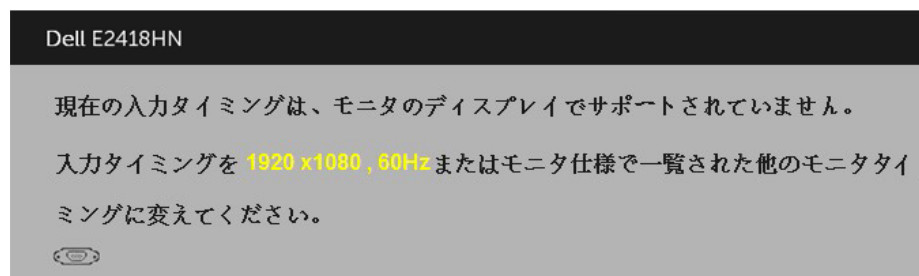 Dell E2418HN
現在の入力タイミングは、モニタのディスプレイでサポートされていません。
入力タイミングを 1920 x1080 , 60Hzまたはモニタ仕様で一覧された他のモニタタイ
ミングに変えてください。